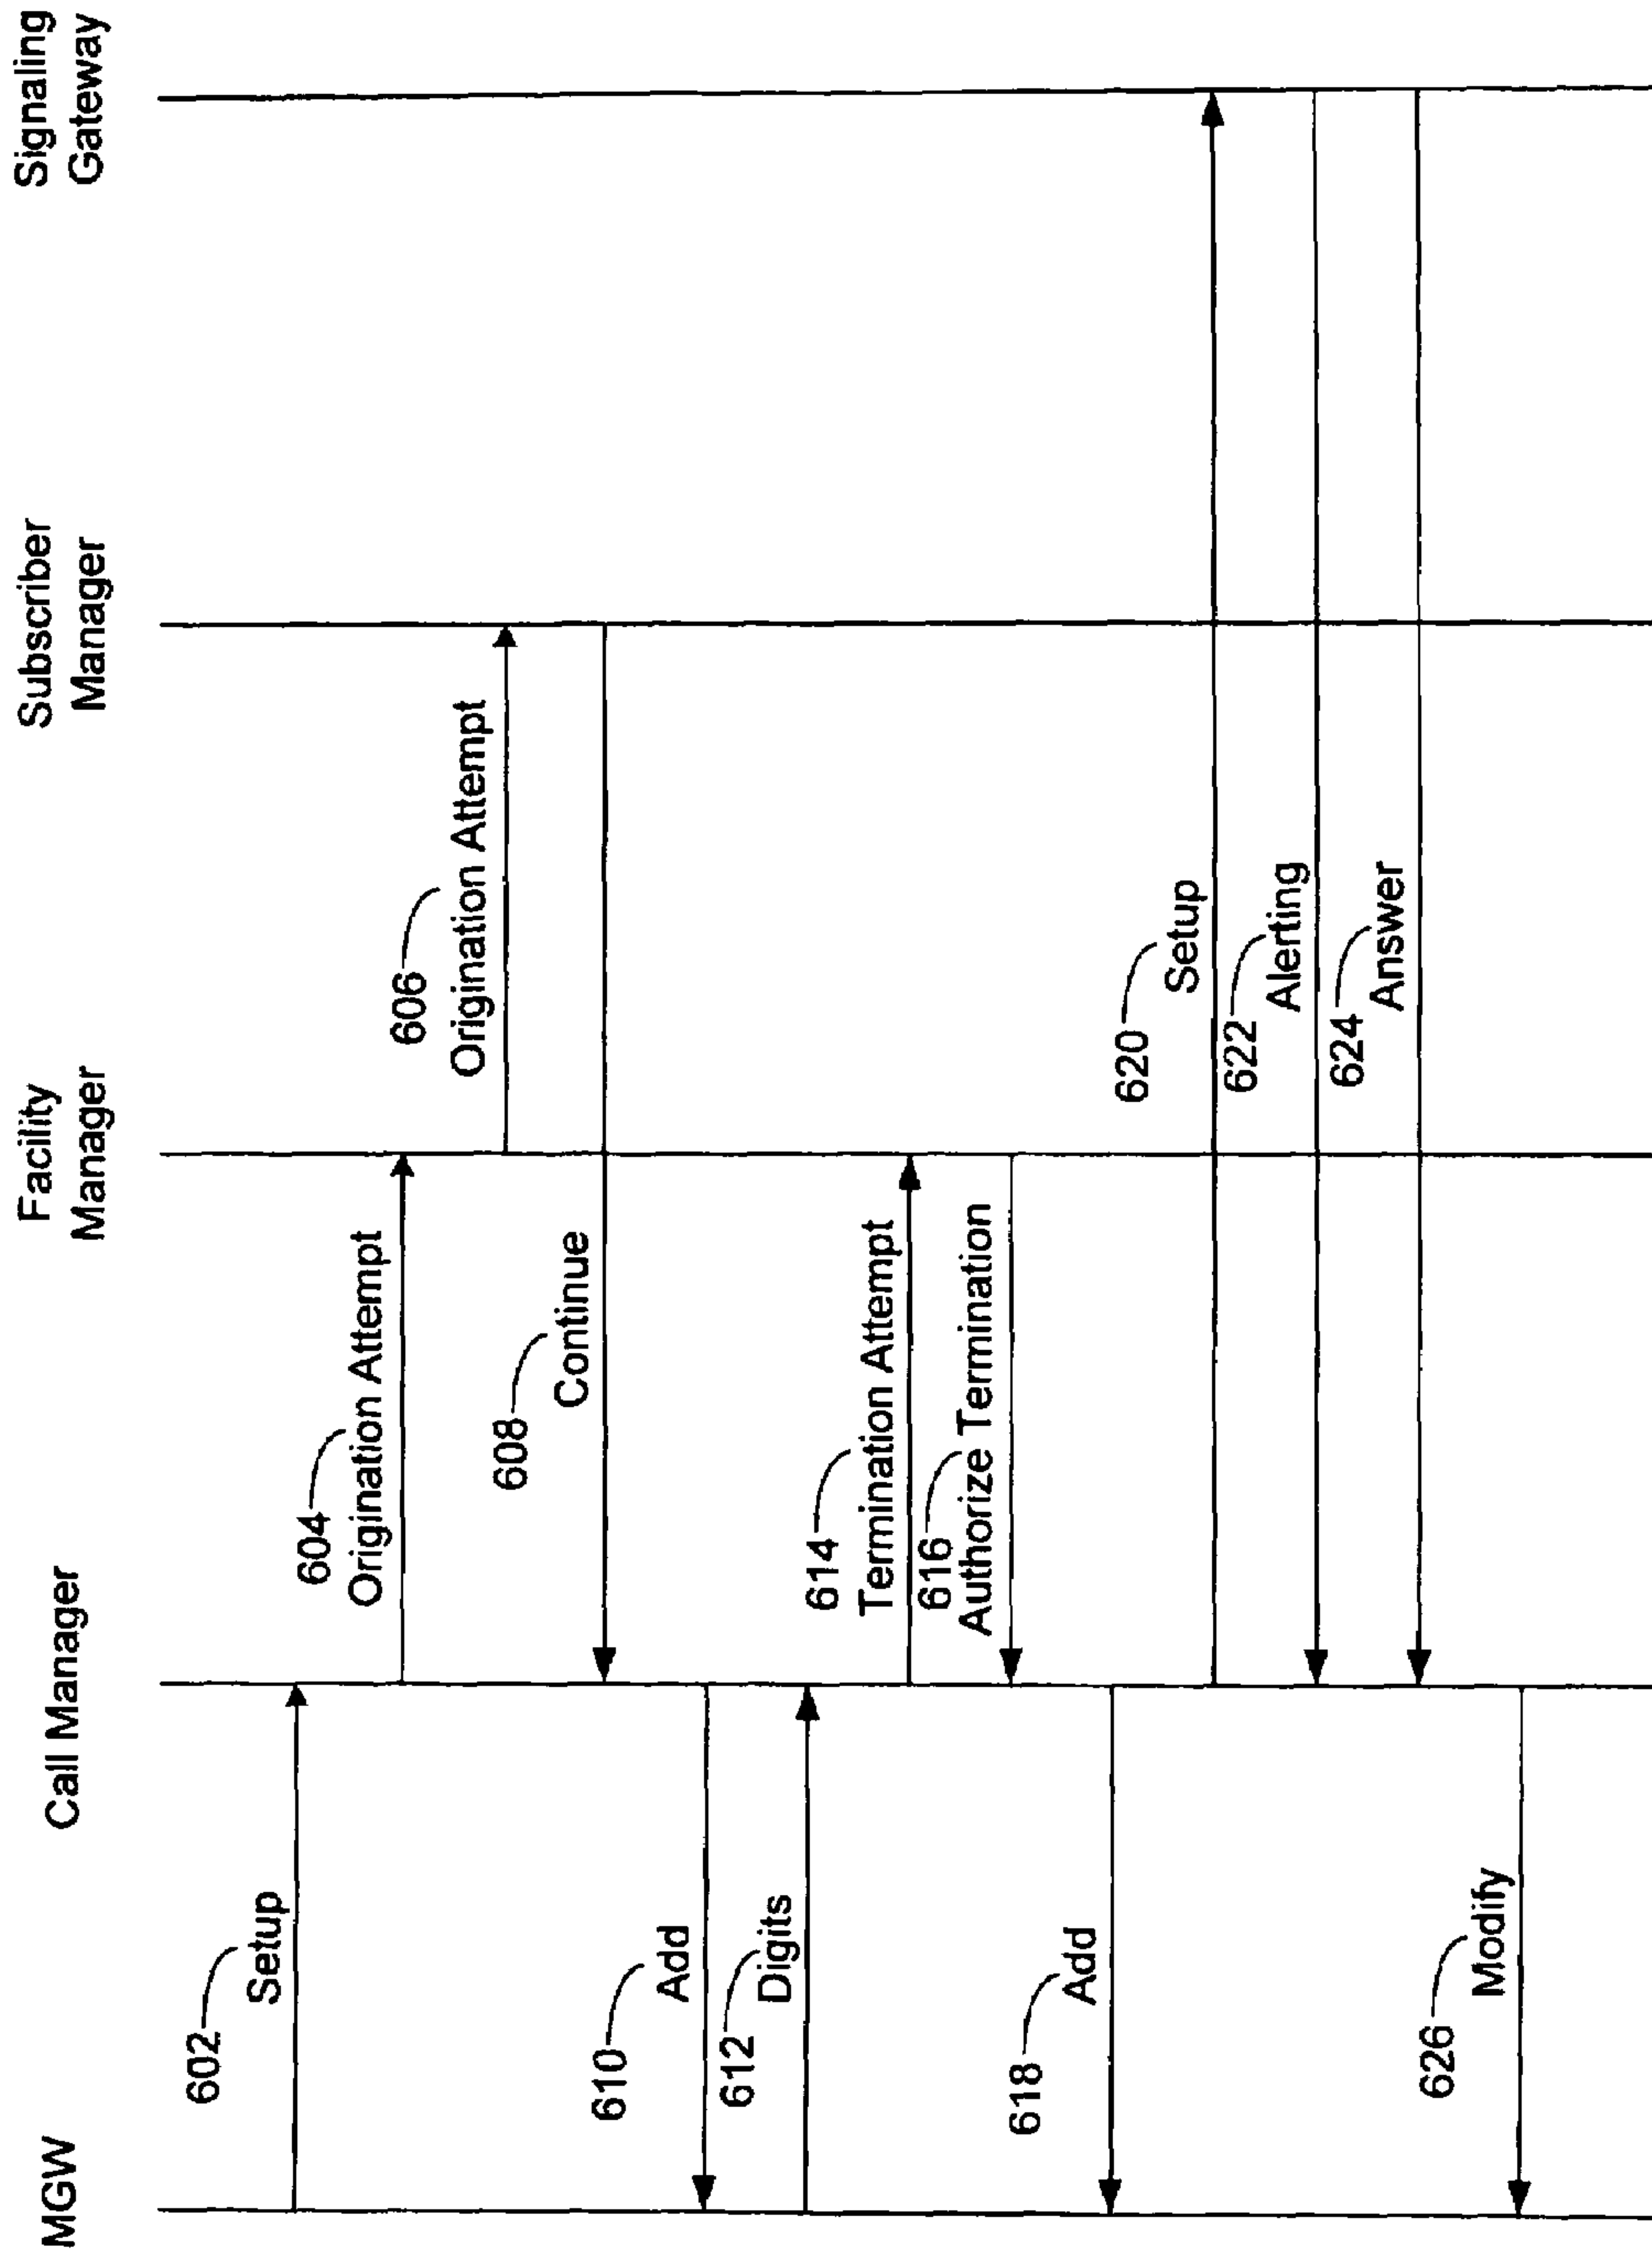 MGW
Call Manager
Facility
Manager
Subscriber
Manager
Signaling
Gateway
602
Setup
604
Origination Attempt
606
Origination Attempt
608
Continue
610
Add
612
Digits
614
Termination Attempt
616
Authorize Termination
618
Add
620
Setup
622
Alerting
624
Answer
626
Modify